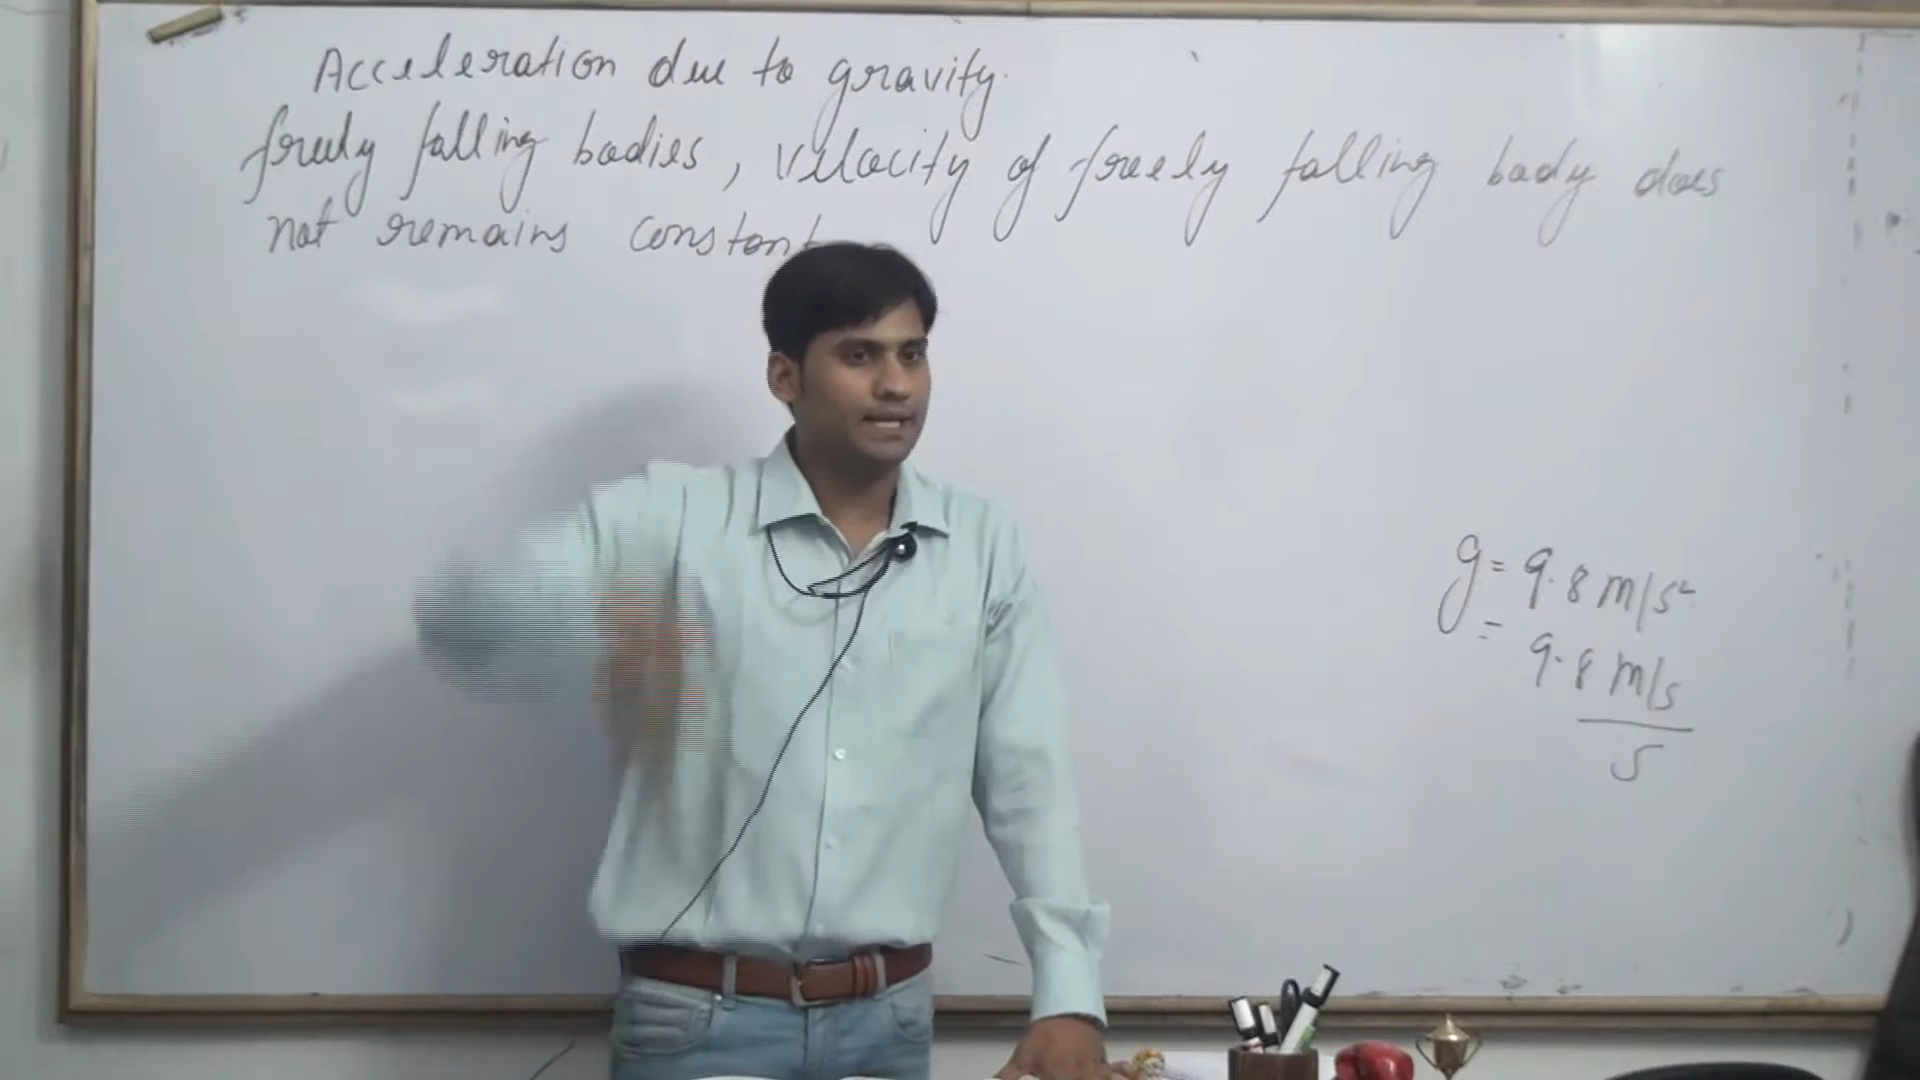 Acceleration due to gravity.
freely falling bodies, velocity of freely falling body does
not remains constant
g = 9.8 m/s²
= 9.8 m/s
s